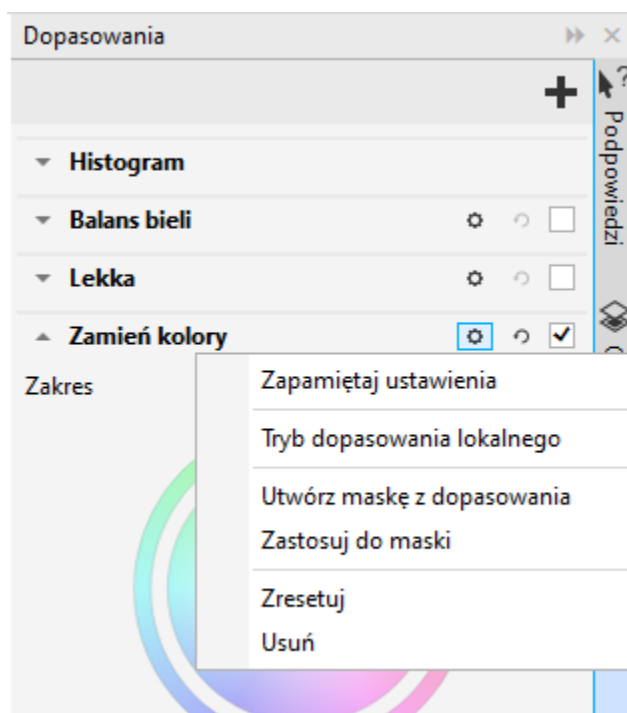 Dopasowania
Podpowiedzi
Histogram
Balans bieli
Lekka
Zamień kolory
Zakres
Zapamiętaj ustawienia
Tryb dopasowania lokalnego
Utwórz maskę z dopasowania
Zastosuj do maski
Zresetuj
Usuń